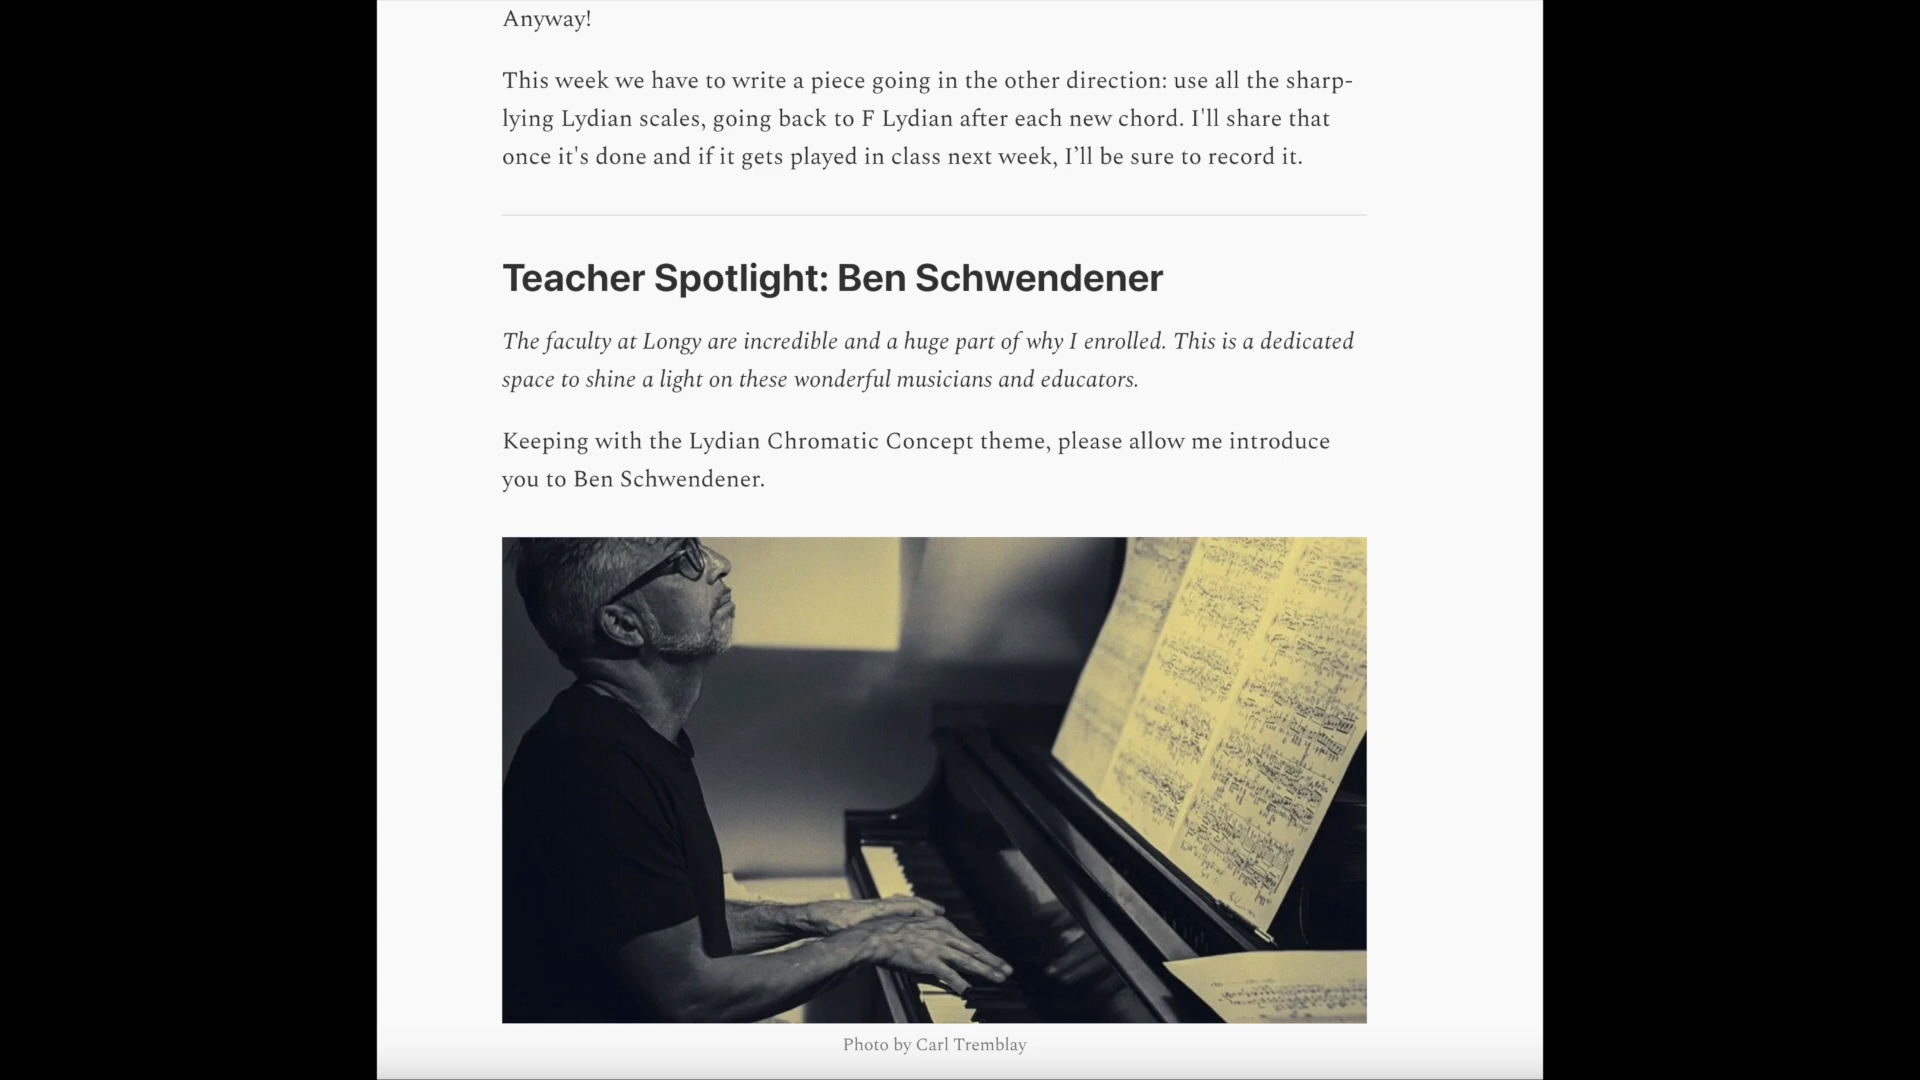 Anyway!
This week we have to write a piece going in the other direction: use all the sharp-
lying Lydian scales, going back to F Lydian after each new chord. I'll share that
once it's done and if it gets played in class next week, I’ll be sure to record it.
Teacher Spotlight: Ben Schwendener
The faculty at Longy are incredible and a huge part of why I enrolled. This is a dedicated
space to shine a light on these wonderful musicians and educators.
Keeping with the Lydian Chromatic Concept theme, please allow me introduce
you to Ben Schwendener.
Photo by Carl Tremblay